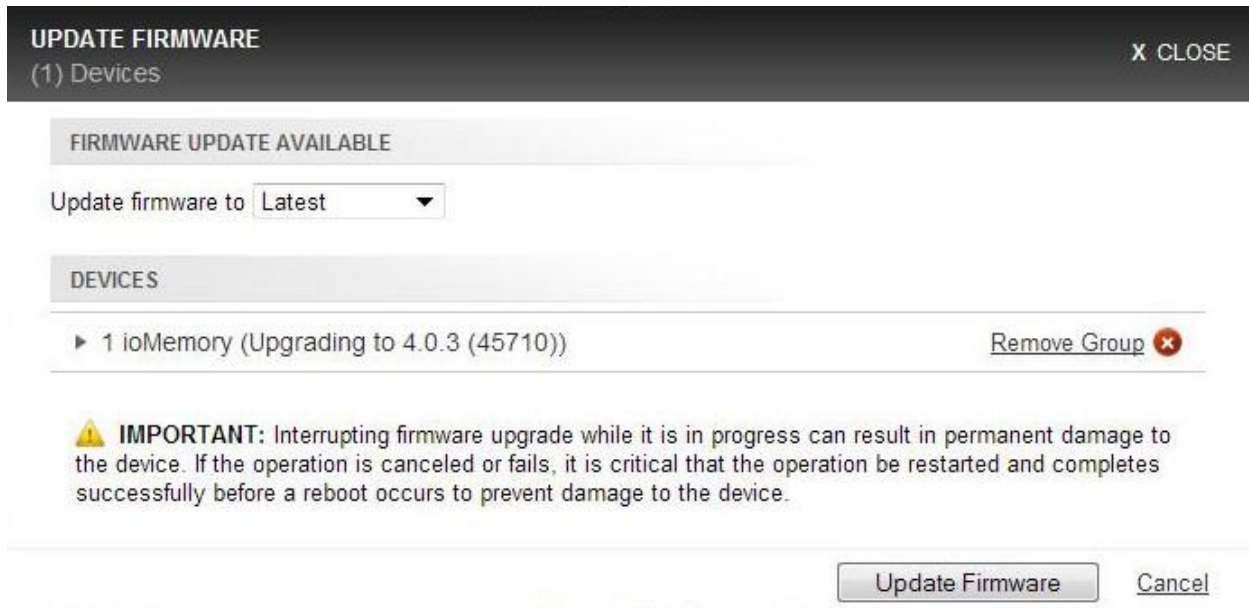 UPDATE FIRMWARE
X CLOSE
(1) Devices
FIRMWARE UPDATE AVAILABLE
Update firmware to Latest
DEVICES
1 ioMemory (Upgrading to 4.0.3 (45710)) Remove Group
IMPORTANT: Interrupting firmware upgrade while it is in progress can result in permanent damage to
the device. If the operation is canceled or fails, it is critical that the operation be restarted and completes
successfully before a reboot occurs to prevent damage to the device.
Update Firmware Cancel